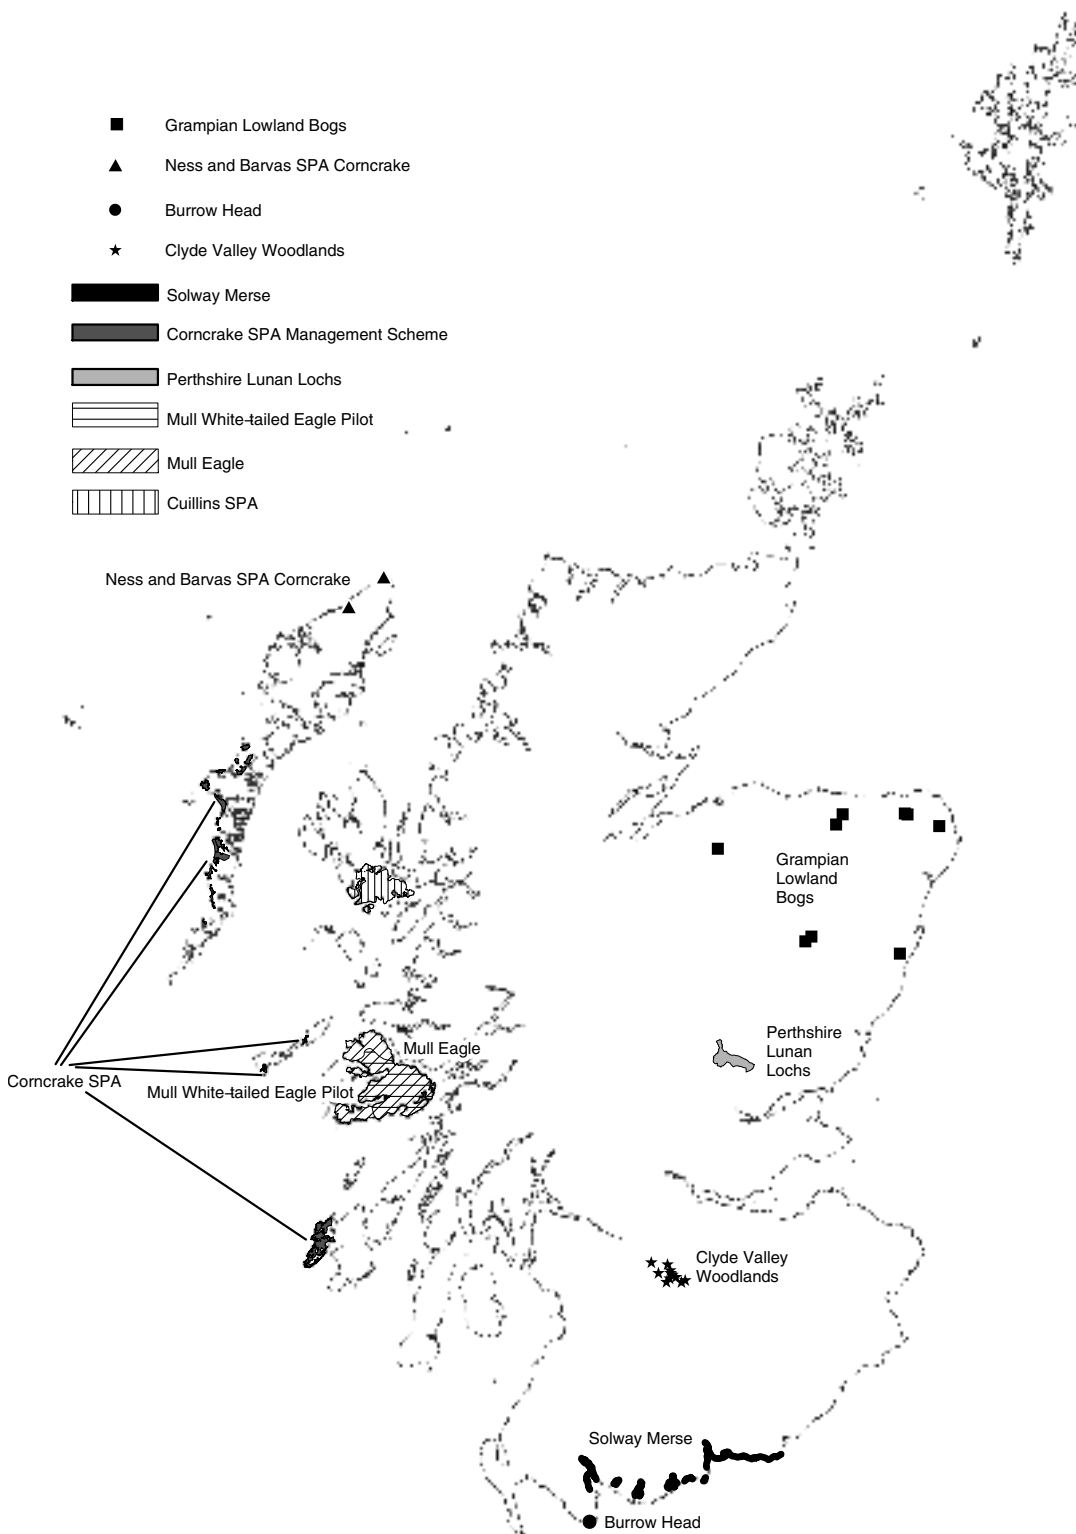 Grampian Lowland Bogs
Ness and Barvas SPA Corncrake
Burrow Head
Clyde Valley Woodlands
Solway Merse
Corncrake SPA Management Scheme
Perthshire Lunan Lochs
Mull White-tailed Eagle Pilot
Mull Eagle
Cuillins SPA
Ness and Barvas SPA Corncrake
Grampian
Lowland
Bogs
Perthshire
Lunan
Lochs
Mull Eagle
Corncrake SPA
Mull White-tailed Eagle Pilot
Clyde Valley
Woodlands
Solway Merse
Burrow Head